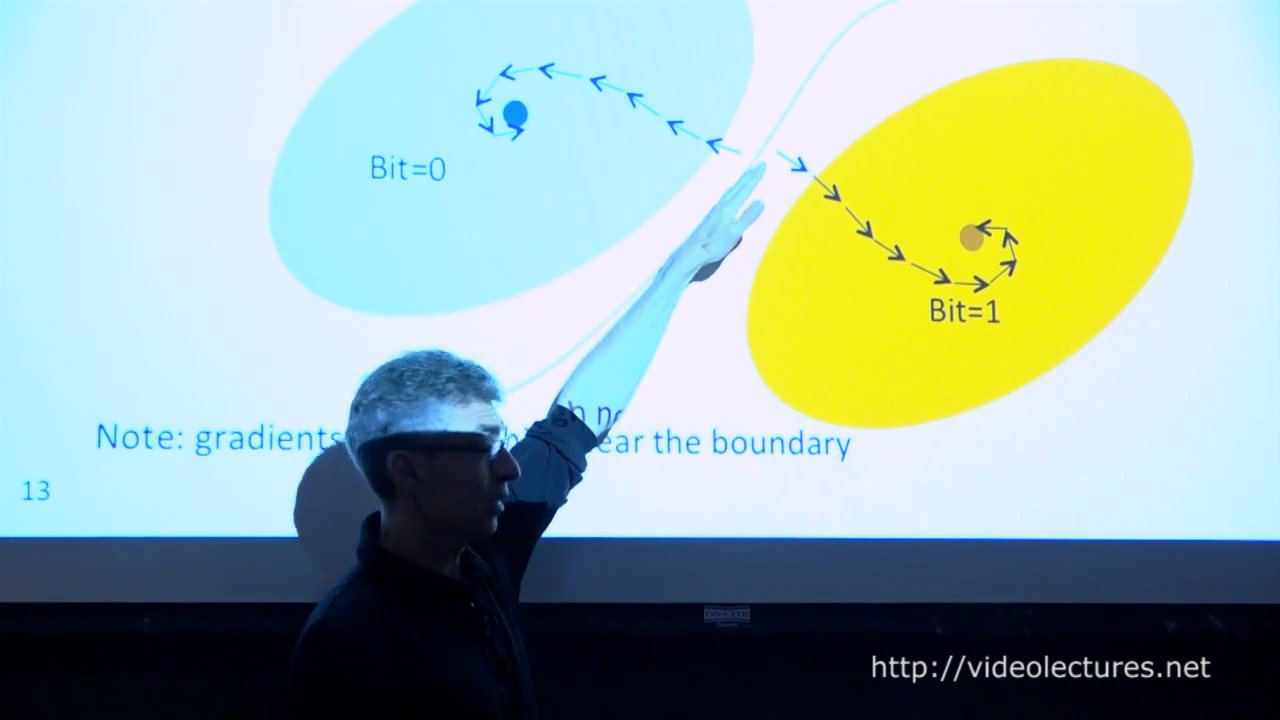 Bit=0
Bit=1
Note: gradients ear the boundary
13
http://videolectures.net